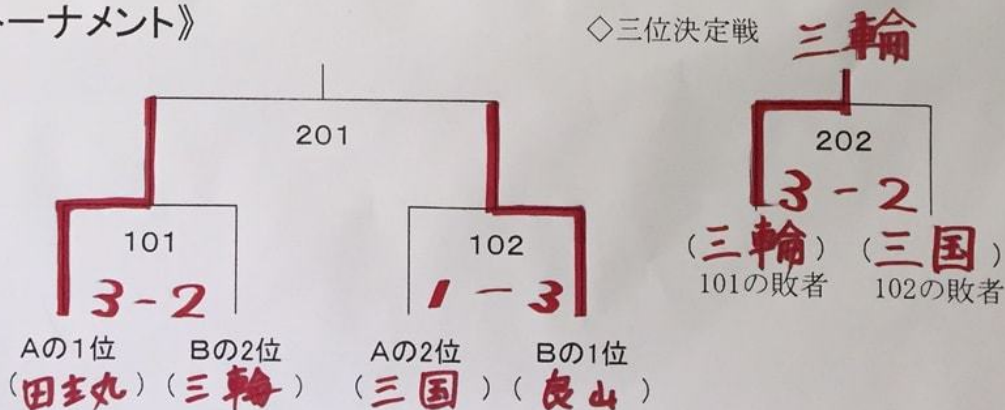 ーナメント》
◇三位決定戦 三輪
201
202
3-2
101
102
3-2
1-3
(三輪) (三国)
101の敗者 102の敗者
Aの1位 Bの2位 Aの2位 Bの1位
(田主丸) (三輪) (三国) (良山)